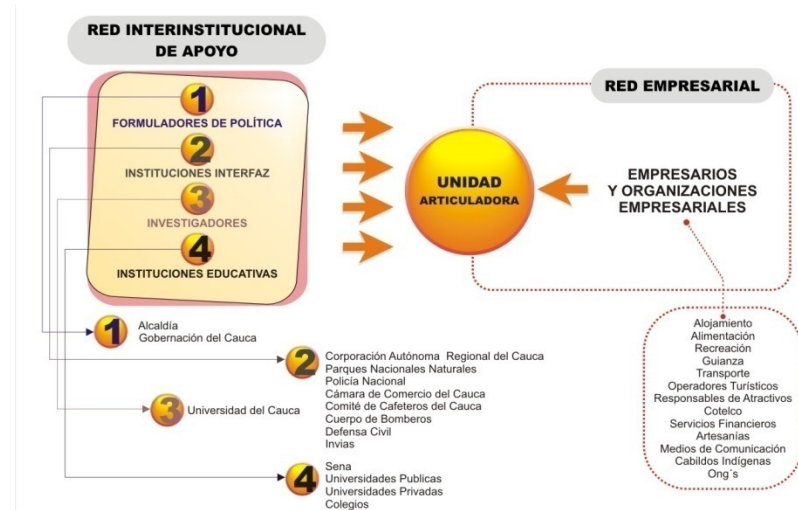 RED INTERINSTITUCIONAL
DE APOYO
1
FORMULADORES DE POLÍTICA
2
INSTITUCIONES INTERFAZ
3
INVESTIGADORES
4
INSTITUCIONES EDUCATIVAS
UNIDAD
ARTICULADORA
RED EMPRESARIAL
EMPRESARIOS
Y ORGANIZACIONES
EMPRESARIALES
1
Alcaldía
Gobernación del Cauca
2
Corporación Autónoma Regional del Cauca
Parques Nacionales Naturales
Policía Nacional
Cámara de Comercio del Cauca
Comité de Cafeteros del Cauca
Cuerpo de Bomberos
Defensa Civil
Invias
3
Universidad del Cauca
4
Sena
Universidades Publicas
Universidades Privadas
Colegios
Alojamiento
Alimentación
Recreación
Guianza
Transporte
Operadores Turísticos
Responsables de Atractivos
Cotelco
Servicios Financieros
Artesanías
Medios de Comunicación
Cabildos Indígenas
Ong´s